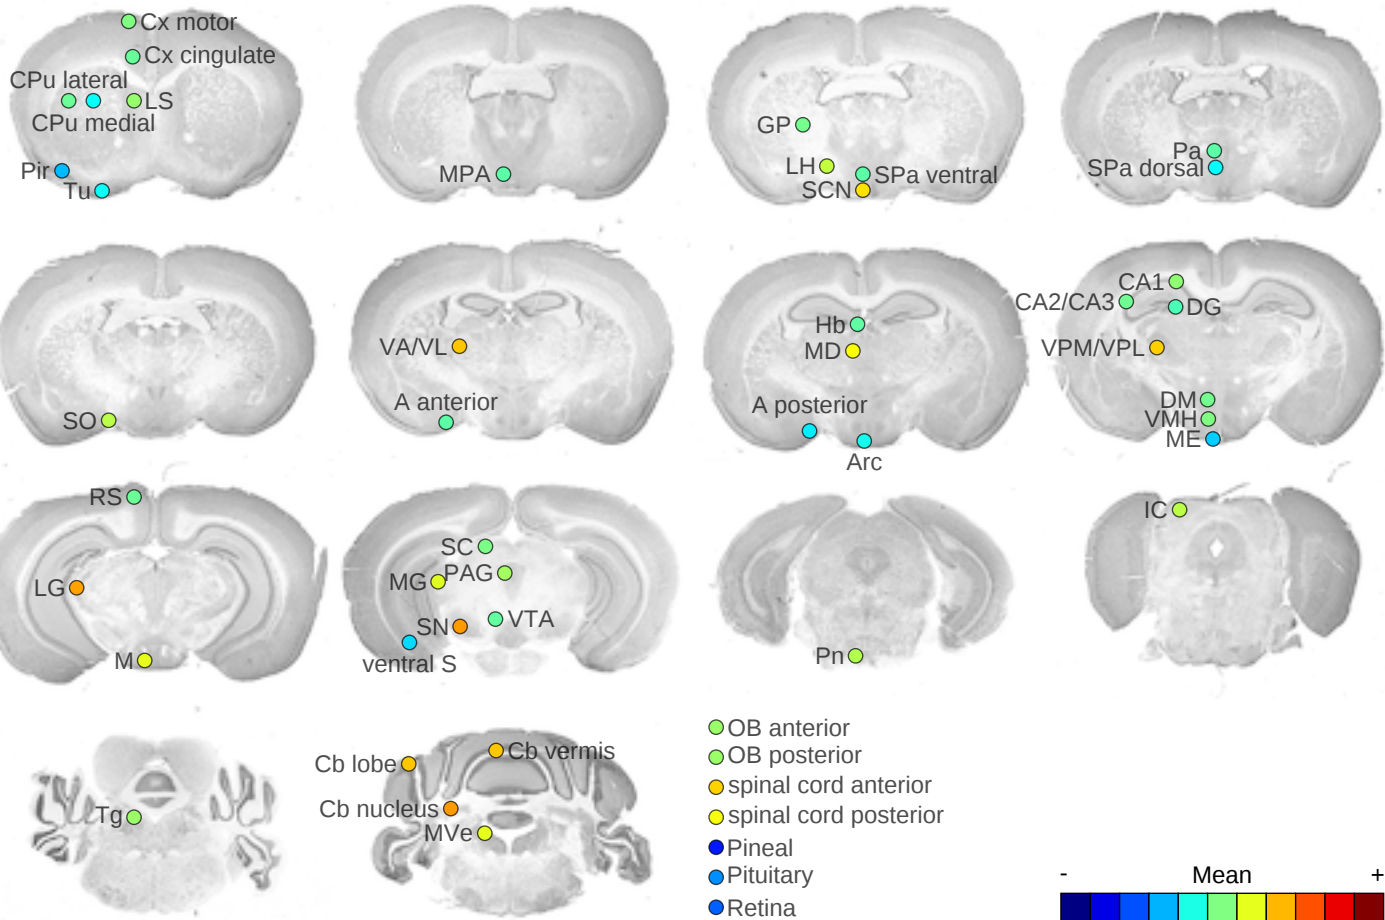 Cx motor
Cx cingulate
CPu lateral
LS
CPu medial
Pir
Tu
MPA
GP
LH
SPa ventral
SCN
Pa
SPa dorsal
SO
VA/VL
A anterior
Hb
MD
A posterior
Arc
CA1
CA2/CA3
DG
VPM/VPL
DM
VMH
ME
RS
LG
M
SC
PAG
MG
VTA
SN
ventral S
Pn
IC
Tg
Cb vermis
Cb lobe
Cb nucleus
MVe
OB anterior
OB posterior
spinal cord anterior
spinal cord posterior
Pineal
Pituitary
Retina
- Mean +